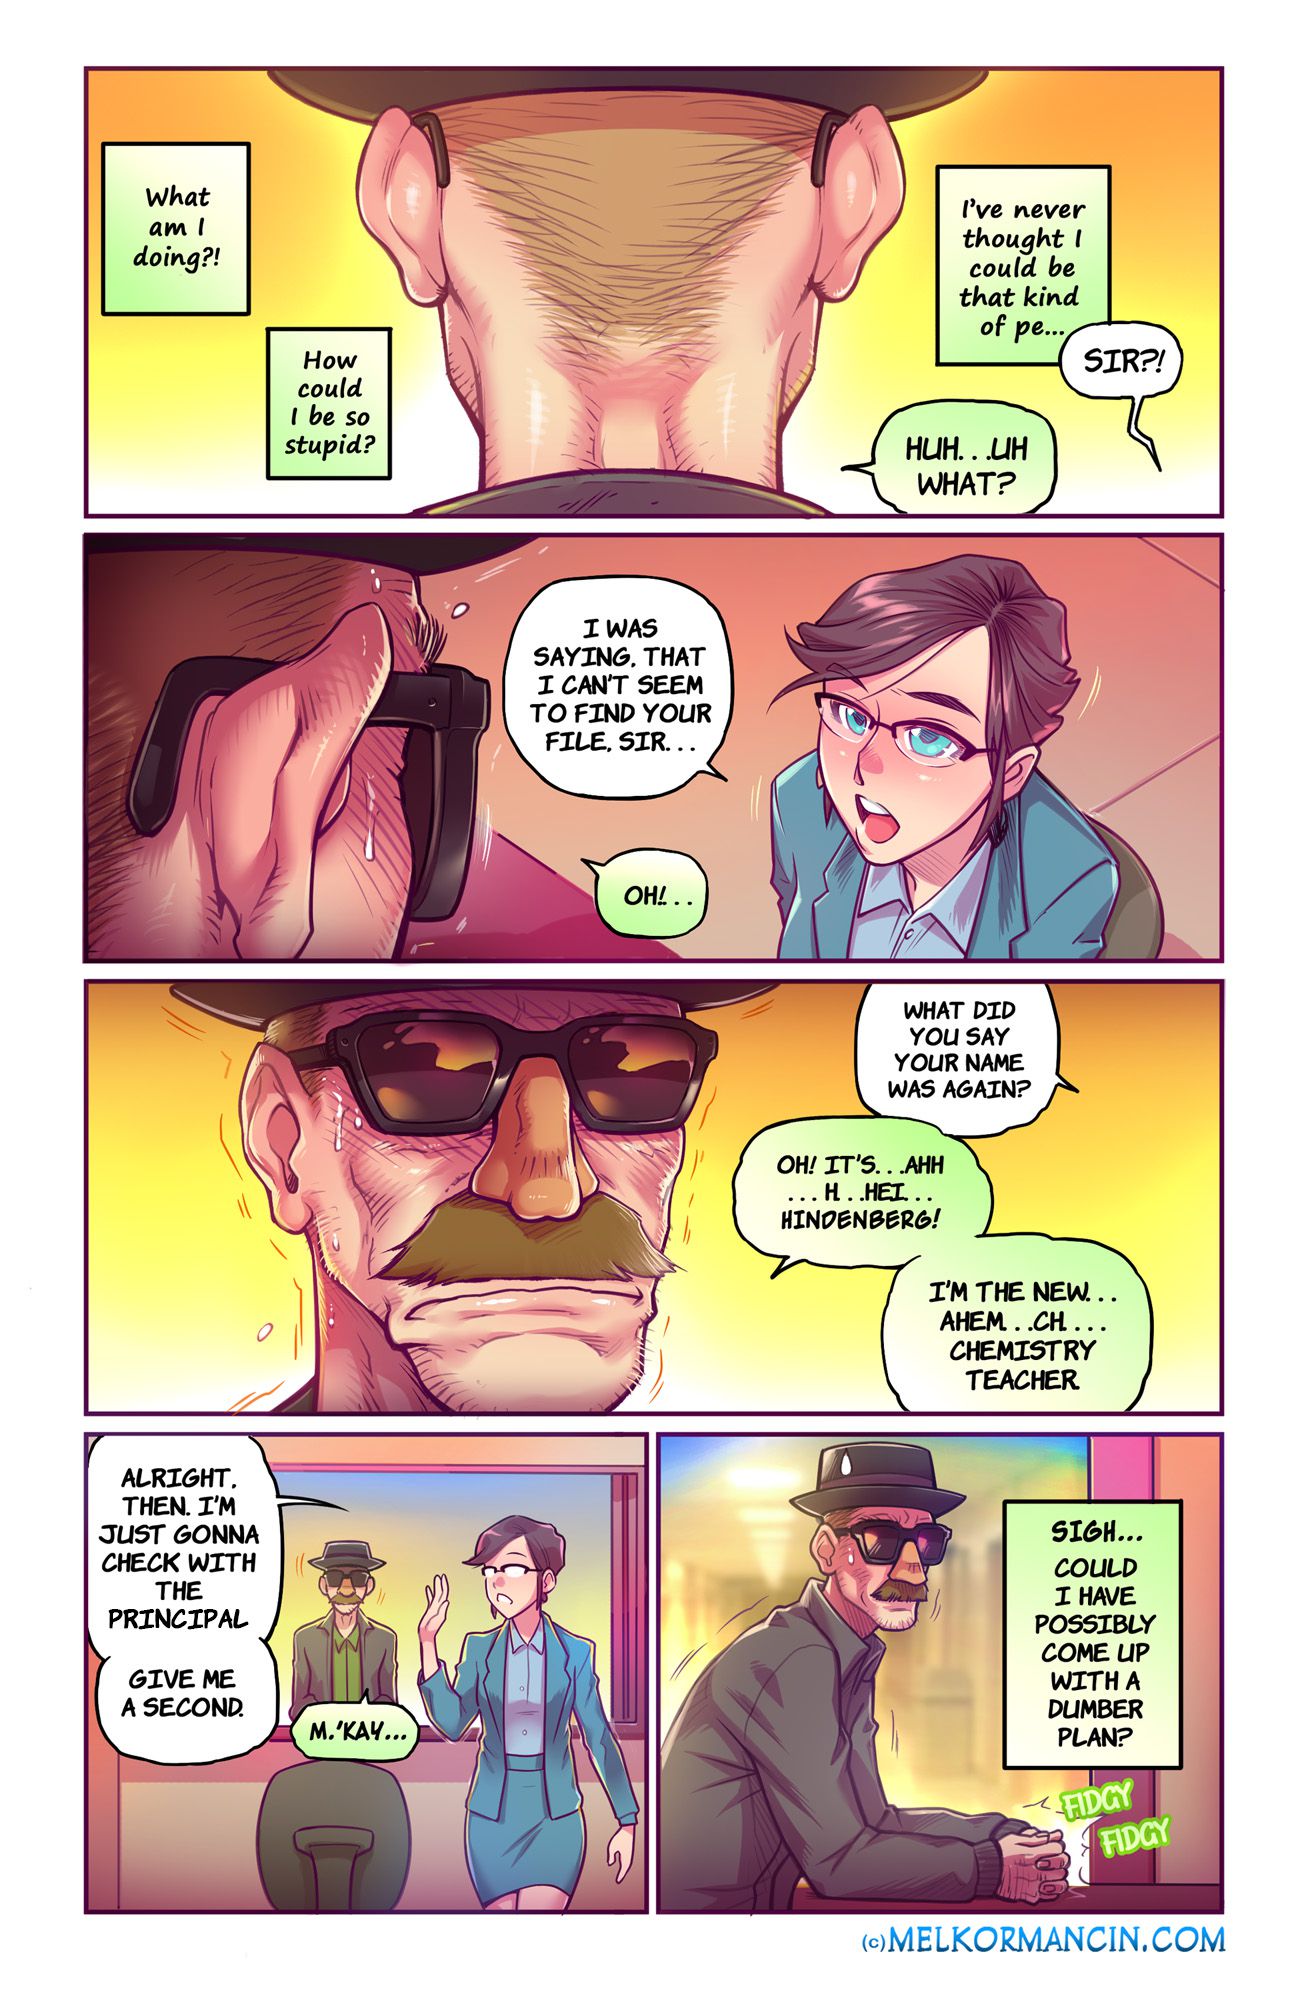 What
am I
doing?!
How
could
I be so
stupid?
I've never
thought I
could be
that kind
of pe...
SIR?!
HUH...UH
WHAT?
I WAS
SAYING, THAT
I CAN'T SEEM
TO FIND YOUR
FILE, SIR...
OH!...
WHAT DID
YOU SAY
YOUR NAME
WAS AGAIN?
OH! IT'S...AHH
...H...HEI...
HINDENBERG!
I'M THE NEW...
AHEM...CH....
CHEMISTRY
TEACHER.
ALRIGHT,
THEN. I'M
JUST GONNA
CHECK WITH
THE
PRINCIPAL
GIVE ME
A SECOND.
M.'KAY...
SIGH...
COULD
I HAVE
POSSIBLY
COME UP
WITH A
DUMBER
PLAN?
FIDGY
FIDGY
(c)MELKORMANCIN.COM